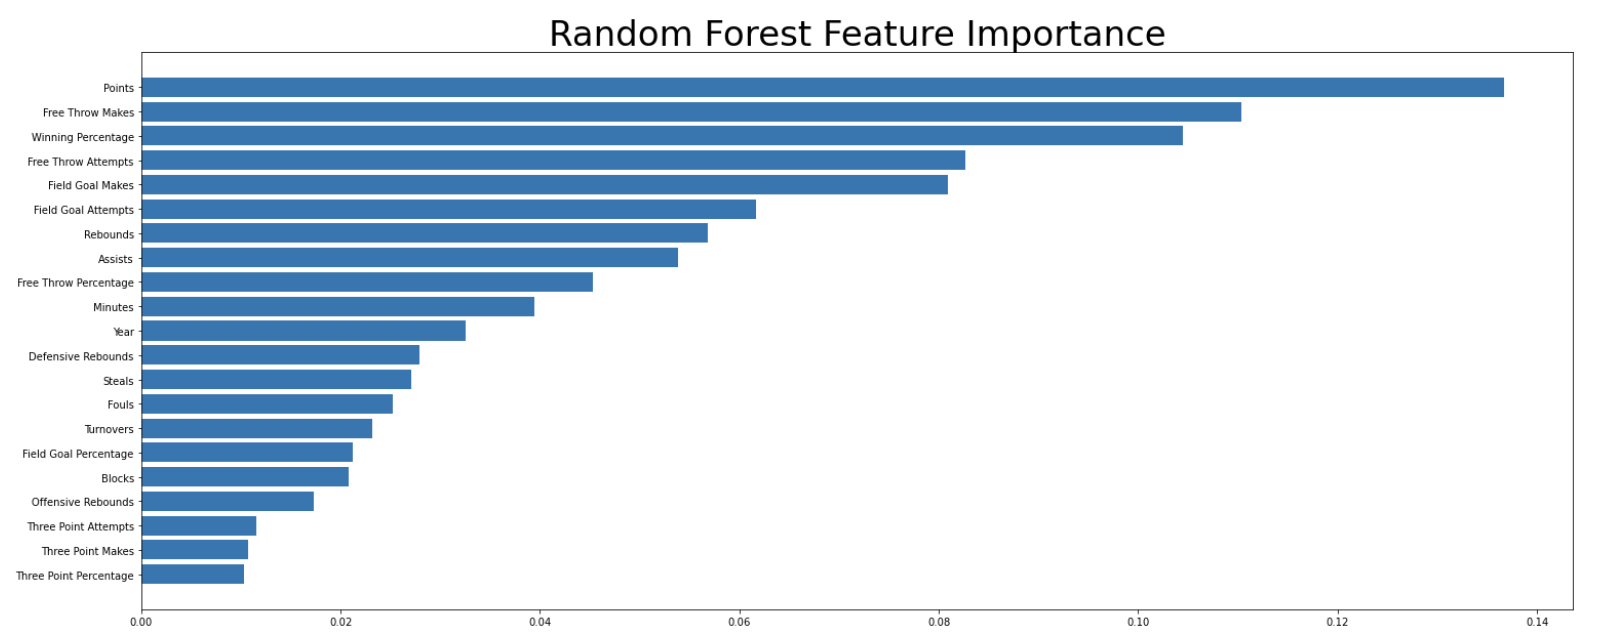 Random Forest Feature Importance
Points
Free Throw Makes
Winning Percentage
Free Throw Attempts
Field Goal Makes
Field Goal Attempts
Rebounds
Assists
Free Throw Percentage
Minutes
Year
Defensive Rebounds
Steals
Fouls
Turnovers
Field Goal Percentage
Blocks
Offensive Rebounds
Three Point Attempts
Three Point Makes
Three Point Percentage
0.00 0.02 0.04 0.06 0.08 0.10 0.12 0.14